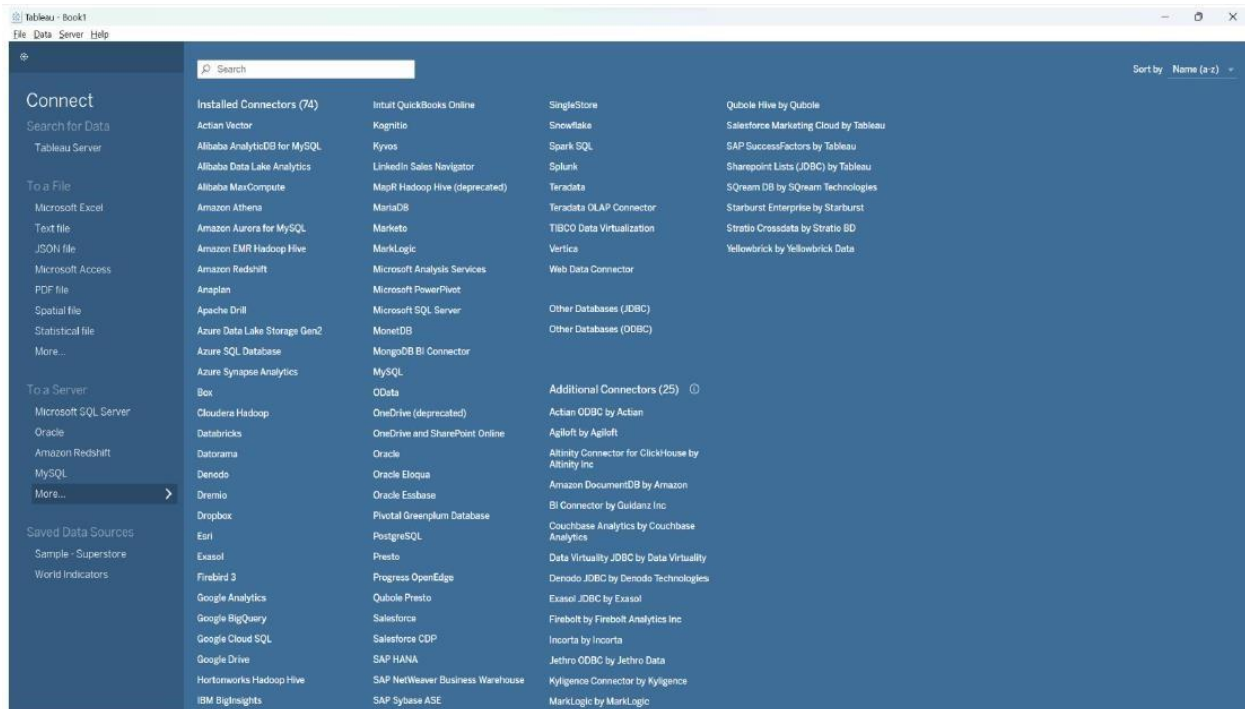 Tableau - Book1
File Data Server Help
Connect
Search for Data
Tableau Server
To a File
Microsoft Excel
Text file
JSON file
Microsoft Access
PDF file
Spatial file
Statistical file
More...
To a Server
Microsoft SQL Server
Oracle
Amazon Redshift
MySQL
More...
Saved Data Sources
Sample - Superstore
World Indicators
Search
Sort by Name (a-z)
Installed Connectors (74)
Actian Vector
Alibaba AnalyticDB for MySQL
Alibaba Data Lake Analytics
Alibaba MaxCompute
Amazon Athena
Amazon Aurora for MySQL
Amazon EMR Hadoop Hive
Amazon Redshift
Anaplan
Apache Drill
Azure Data Lake Storage Gen2
Azure SQL Database
Azure Synapse Analytics
Box
Cloudera Hadoop
Databricks
Datorama
Denodo
Dremio
Dropbox
Esri
Exasol
Firebird 3
Google Analytics
Google BigQuery
Google Cloud SQL
Google Drive
Hortonworks Hadoop Hive
IBM BigInsights
Intuit QuickBooks Online
Kognitio
Kyvos
LinkedIn Sales Navigator
MapR Hadoop Hive (deprecated)
MariaDB
Marketo
MarkLogic
Microsoft Analysis Services
Microsoft PowerPivot
Microsoft SQL Server
MonetDB
MongoDB BI Connector
MySQL
OData
OneDrive (deprecated)
OneDrive and SharePoint Online
Oracle
Oracle Eloqua
Oracle Essbase
Pivotal Greenplum Database
PostgreSQL
Presto
Progress OpenEdge
Qubole Presto
Salesforce
Salesforce CDP
SAP HANA
SAP NetWeaver Business Warehouse
SAP Sybase ASE
SingleStore
Snowflake
Spark SQL
Splunk
Teradata
Teradata OLAP Connector
TIBCO Data Virtualization
Vertica
Web Data Connector
Other Databases (JDBC)
Other Databases (ODBC)
Additional Connectors (25)
Actian ODBC by Actian
Agiloft by Agiloft
Altinity Connector for ClickHouse by
Altinity Inc
Amazon DocumentDB by Amazon
BI Connector by Guidanz Inc
Couchbase Analytics by Couchbase
Analytics
Data Virtuality JDBC by Data Virtuality
Denodo JDBC by Denodo Technologies
Exasol JDBC by Exasol
Firebolt by Firebolt Analytics Inc
Incorta by Incorta
Jethro ODBC by Jethro Data
Kyligence Connector by Kyligence
MarkLogic by MarkLogic
Qubole Hive by Qubole
Salesforce Marketing Cloud by Tableau
SAP SuccessFactors by Tableau
Sharepoint Lists (JDBC) by Tableau
SQream DB by SQream Technologies
Starburst Enterprise by Starburst
Stratio Crossdata by Stratio BD
Yellowbrick by Yellowbrick Data